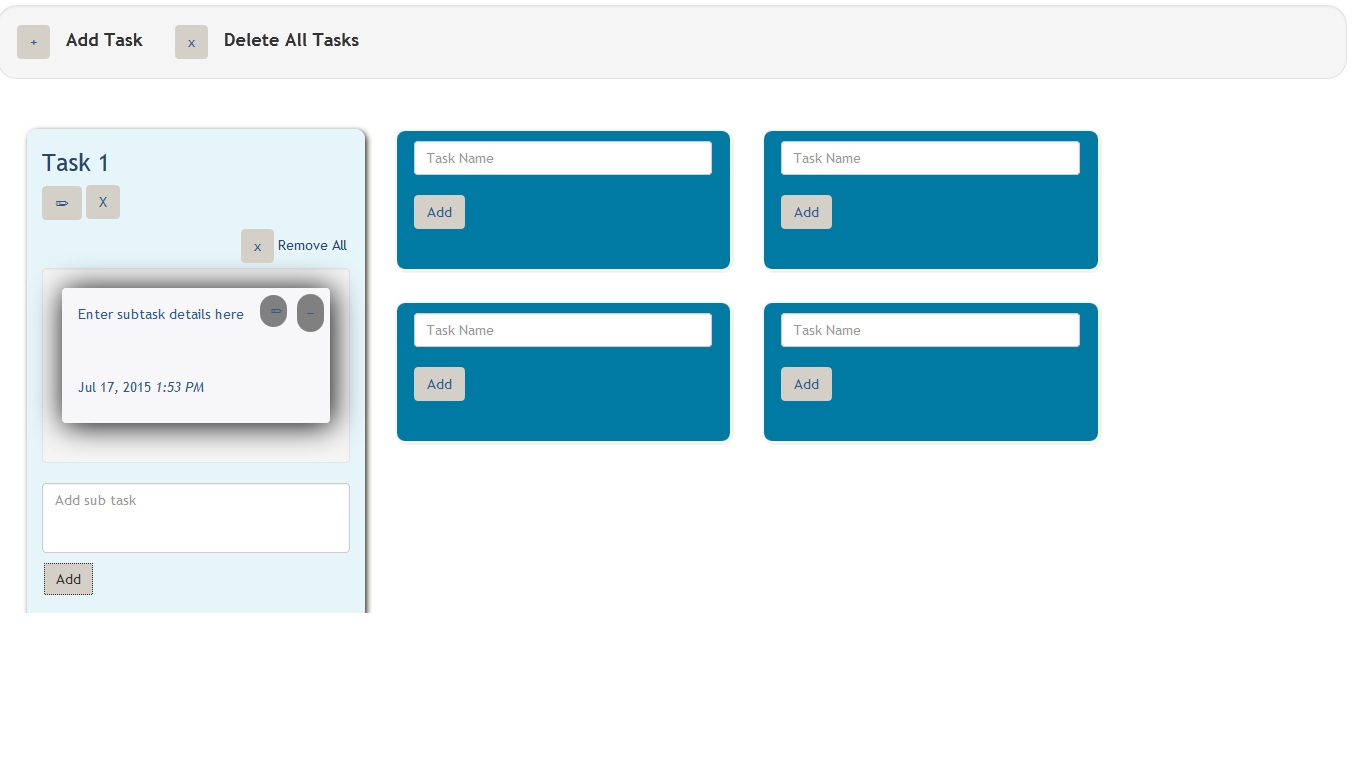 + Add Task x Delete All Tasks
Task 1
✏ X
x Remove All
Enter subtask details here ✏ −
Jul 17, 2015 1:53 PM
Add sub task
Add
Task Name
Add
Task Name
Add
Task Name
Add
Task Name
Add